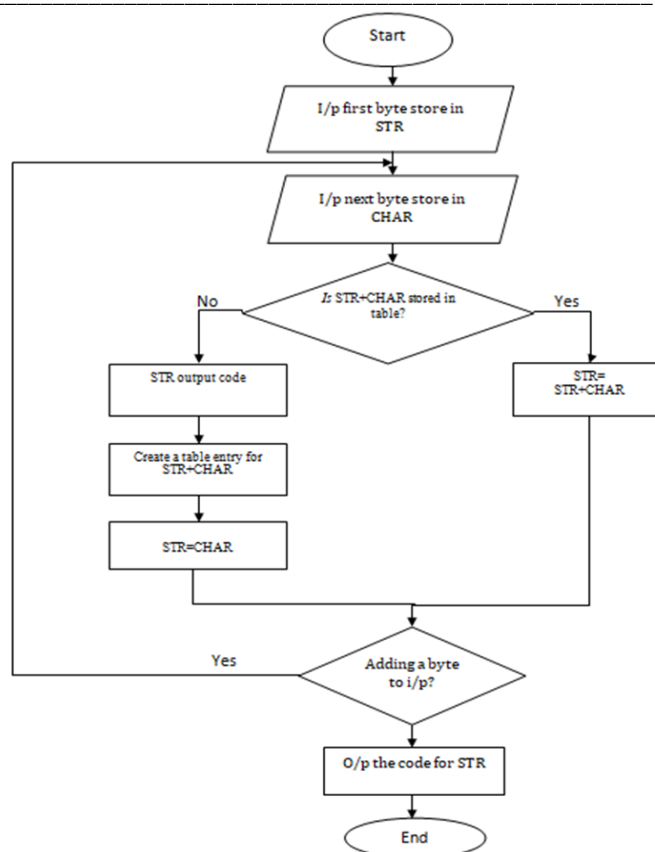 Start
I/p first byte store in
STR
I/p next byte store in
CHAR
Is STR+CHAR stored in
table?
No
Yes
STR output code
STR=
STR+CHAR
Create a table entry for
STR+CHAR
STR=CHAR
Yes
Adding a byte
to i/p?
O/p the code for STR
End